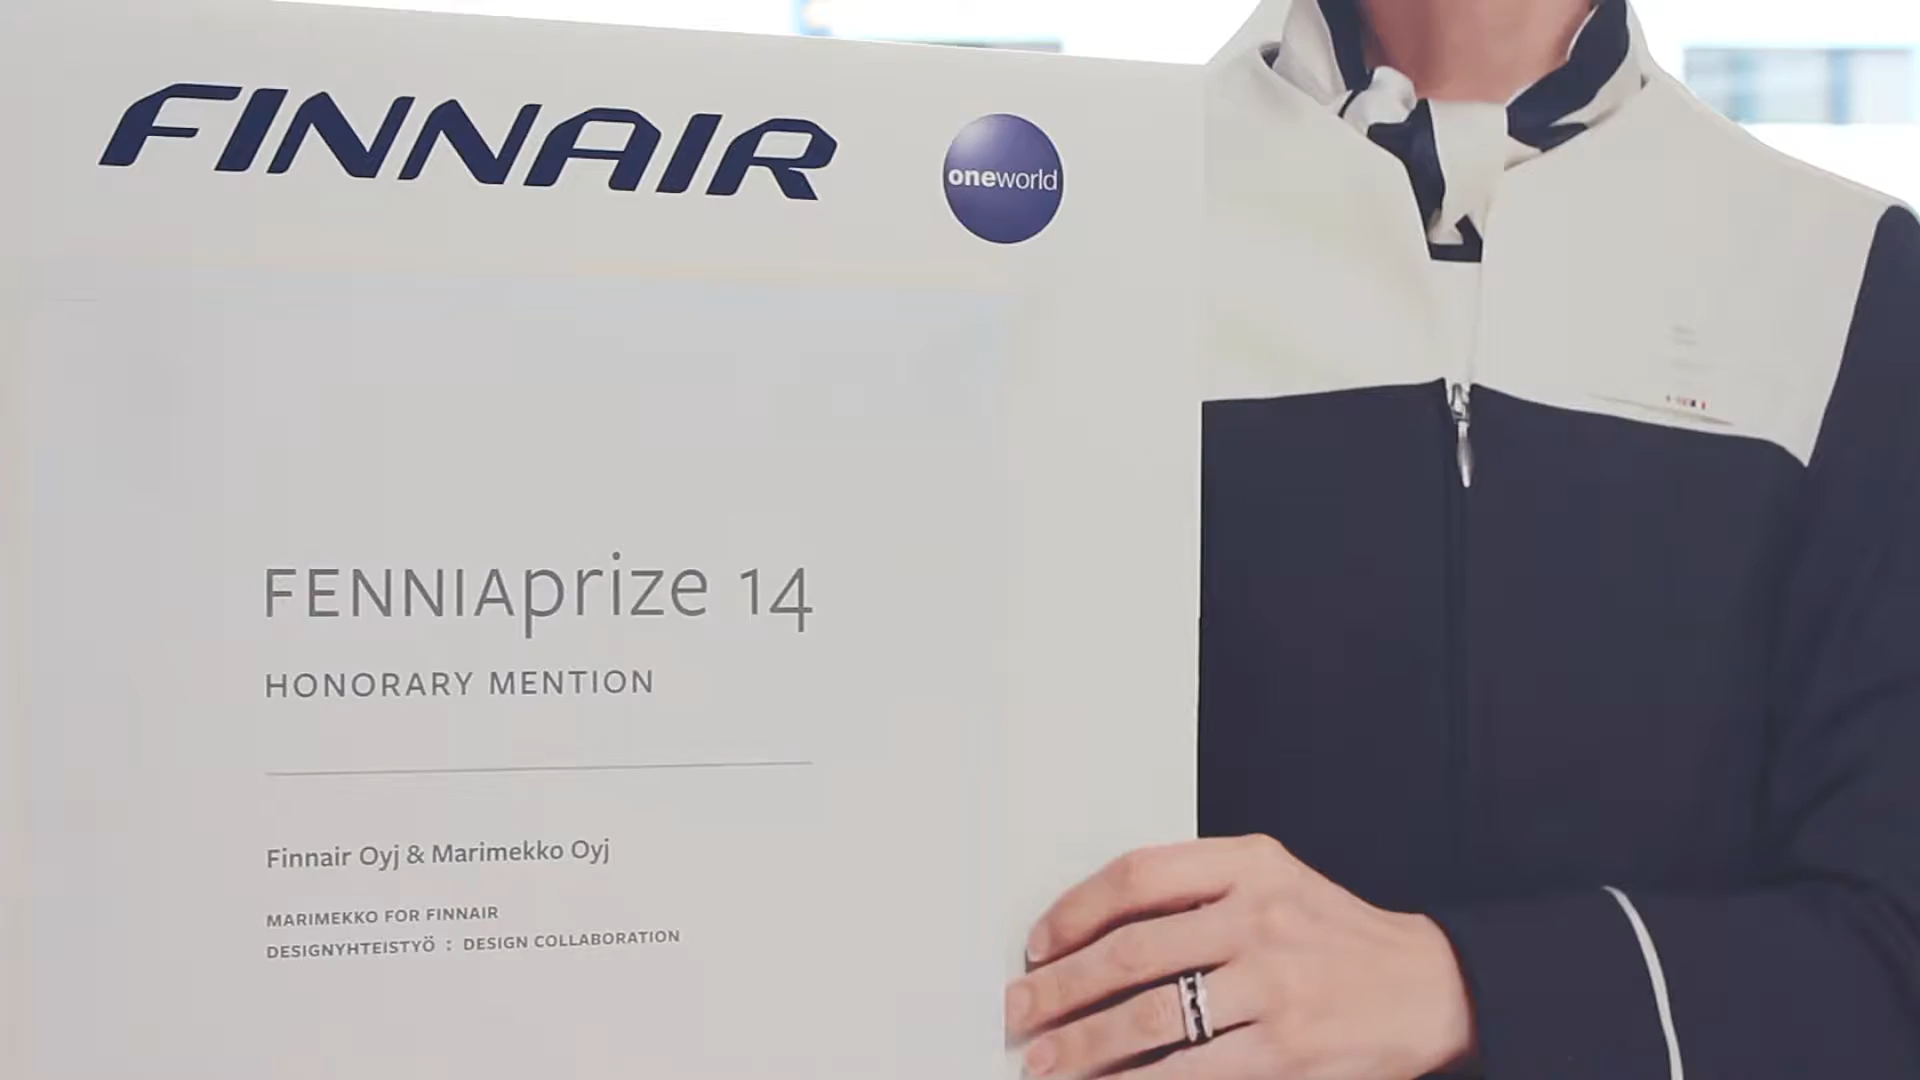 FINNAIR
oneworld
FENNIAprize 14
HONORARY MENTION
Finnair Oyj & Marimekko Oyj
MARIMEKKO FOR FINNAIR
DESIGNYHTEISTYÖ : DESIGN COLLABORATION